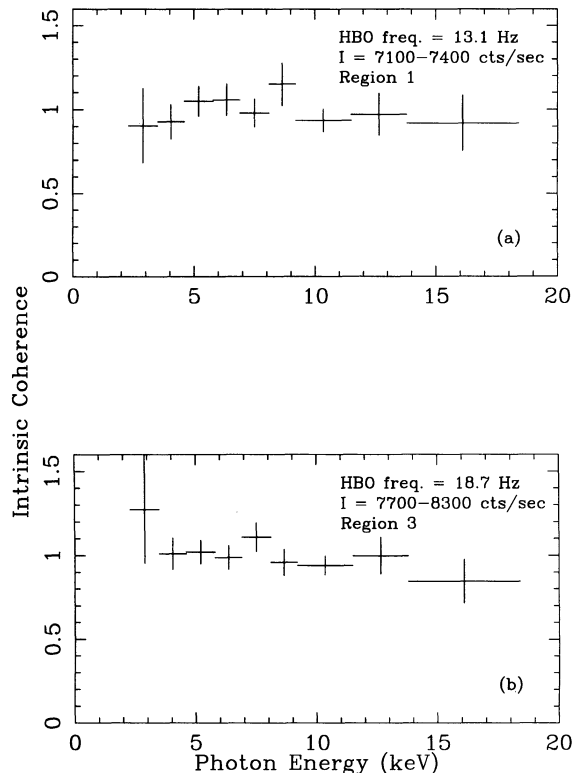 HBO freq. = 13.1 Hz
I = 7100–7400 cts/sec
Region 1
1.5
1
0.5
0
(a)
0 5 10 15 20
Intrinsic Coherence
HBO freq. = 18.7 Hz
I = 7700–8300 cts/sec
Region 3
1.5
1
0.5
0
(b)
0 5 10 15 20
Photon Energy (keV)